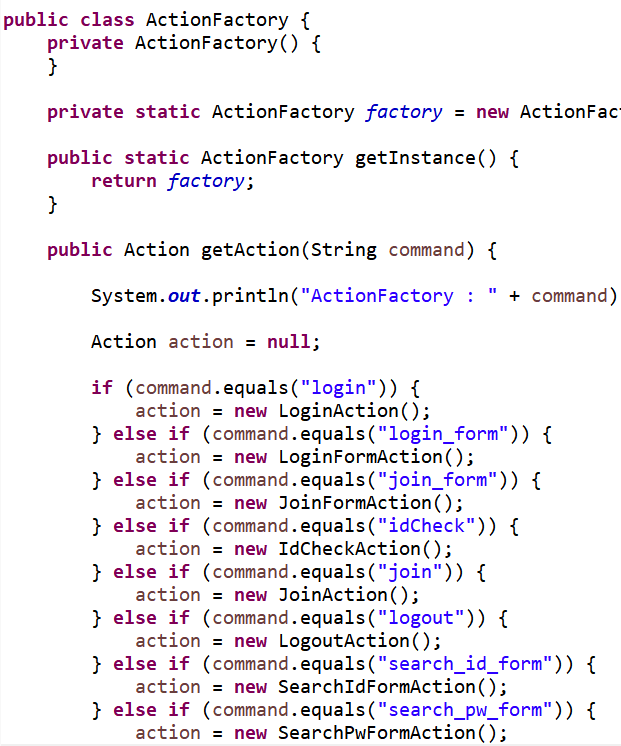 public class ActionFactory {
    private ActionFactory() {
    }

    private static ActionFactory factory = new ActionFact

    public static ActionFactory getInstance() {
        return factory;
    }

    public Action getAction(String command) {

        System.out.println("ActionFactory : " + command)

        Action action = null;

        if (command.equals("login")) {
            action = new LoginAction();
        } else if (command.equals("login_form")) {
            action = new LoginFormAction();
        } else if (command.equals("join_form")) {
            action = new JoinFormAction();
        } else if (command.equals("idCheck")) {
            action = new IdCheckAction();
        } else if (command.equals("join")) {
            action = new JoinAction();
        } else if (command.equals("logout")) {
            action = new LogoutAction();
        } else if (command.equals("search_id_form")) {
            action = new SearchIdFormAction();
        } else if (command.equals("search_pw_form")) {
            action = new SearchPwFormAction();